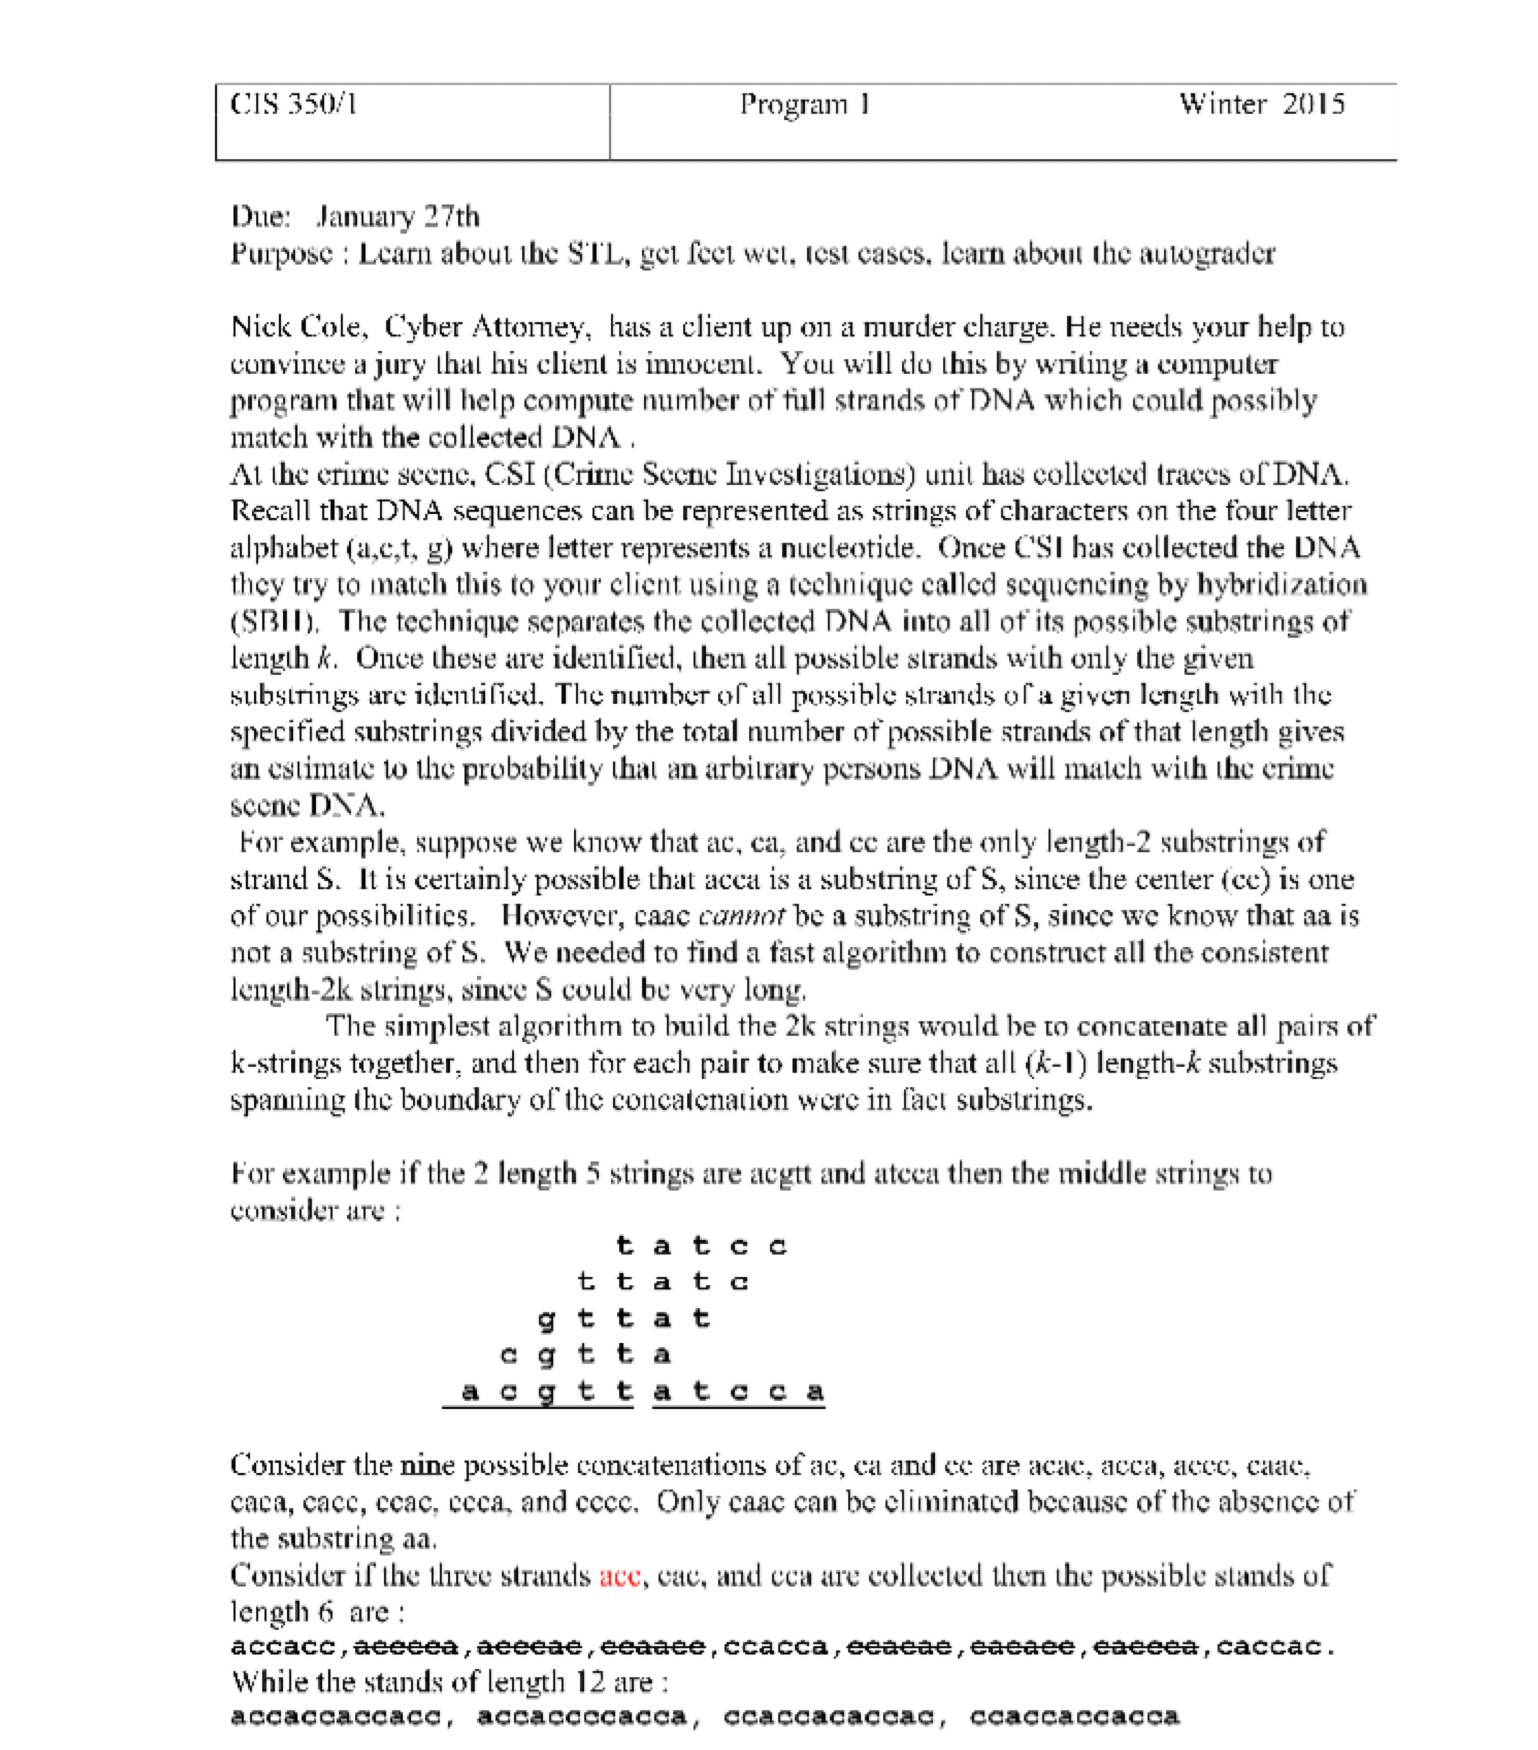 CIS 350/1 Program 1 Winter 2015
Due: January 27th
Purpose : Learn about the STL, get feet wet, test cases, learn about the autograder
Nick Cole, Cyber Attorney, has a client up on a murder charge. He needs your help to
convince a jury that his client is innocent. You will do this by writing a computer
program that will help compute number of full strands of DNA which could possibly
match with the collected DNA .
At the crime scene, CSI (Crime Scene Investigations) unit has collected traces of DNA.
Recall that DNA sequences can be represented as strings of characters on the four letter
alphabet (a,c,t, g) where letter represents a nucleotide. Once CSI has collected the DNA
they try to match this to your client using a technique called sequencing by hybridization
(SBH). The technique separates the collected DNA into all of its possible substrings of
length k. Once these are identified, then all possible strands with only the given
substrings are identified. The number of all possible strands of a given length with the
specified substrings divided by the total number of possible strands of that length gives
an estimate to the probability that an arbitrary persons DNA will match with the crime
scene DNA.
For example, suppose we know that ac, ca, and cc are the only length-2 substrings of
strand S. It is certainly possible that acca is a substring of S, since the center (cc) is one
of our possibilities. However, caac cannot be a substring of S, since we know that aa is
not a substring of S. We needed to find a fast algorithm to construct all the consistent
length-2k strings, since S could be very long.
The simplest algorithm to build the 2k strings would be to concatenate all pairs of
k-strings together, and then for each pair to make sure that all (k-1) length-k substrings
spanning the boundary of the concatenation were in fact substrings.
For example if the 2 length 5 strings are acgtt and atcca then the middle strings to
consider are :
t a t c c
t t a t c
g t t a t
c g t t a
a c g t t a t c c a
Consider the nine possible concatenations of ac, ca and cc are acac, acca, accc, caac,
caca, cacc, ccac, ccca, and cccc. Only caac can be eliminated because of the absence of
the substring aa.
Consider if the three strands acc, cac, and cca are collected then the possible stands of
length 6 are :
accacc,acccca,acccac,ccaacc,ccacca,ccacac,cacacc,caccca,caccac.
While the stands of length 12 are :
accaccaccacc, accaccccacca, ccaccacaccac, ccaccaccacca